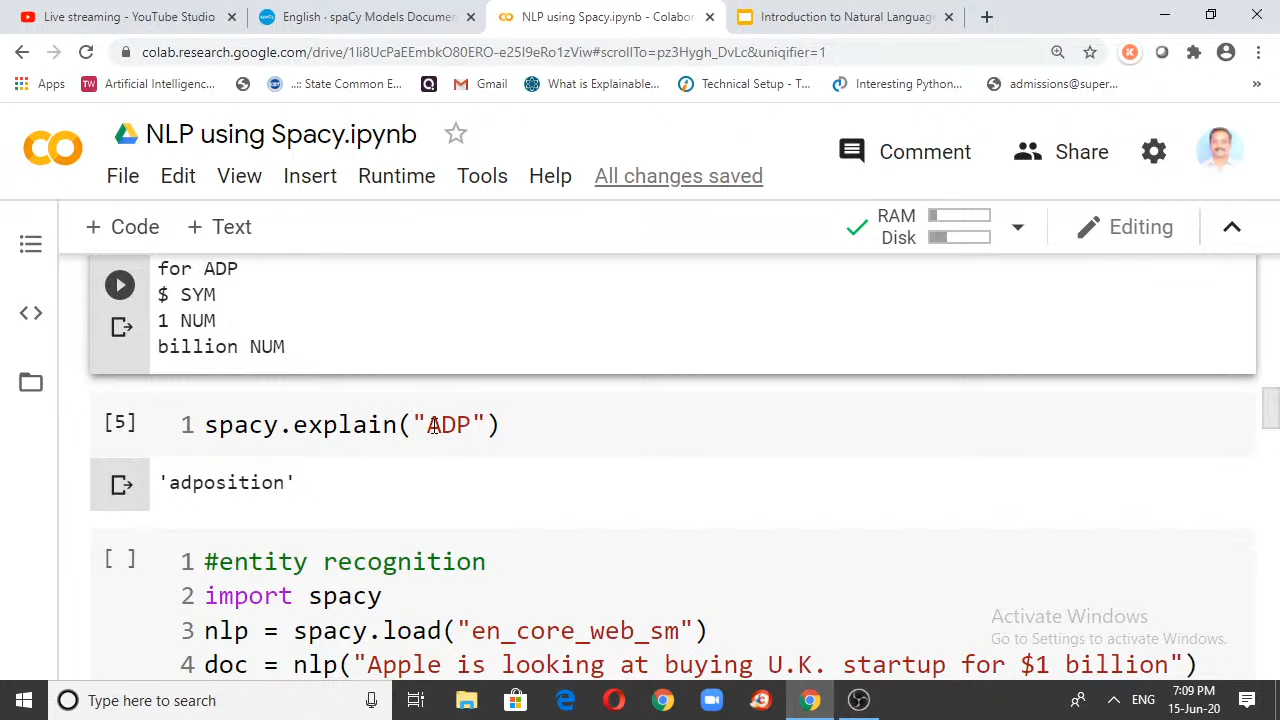 Live streaming - YouTube Studio
English · spaCy Models Docume
NLP using Spacy.ipynb - Colabor
Introduction to Natural Languag
colab.research.google.com/drive/1Ii8UcPaEEmbkO80ERO-e25I9eRo1zViw#scrollTo=pz3Hygh_DvLc&uniqifier=1
Apps
TW
Artificial Intelligenc...
..:: State Common E...
Gmail
What is Explainable...
Technical Setup - T...
Interesting Python...
admissions@super...
»
NLP using Spacy.ipynb
Comment
Share
File Edit View Insert Runtime Tools Help All changes saved
+ Code + Text
RAM
Disk
Editing
for ADP
$ SYM
1 NUM
billion NUM
[5] 1 spacy.explain("ADP")
'adposition'
[ ] 1 #entity recognition
2 import spacy
3 nlp = spacy.load("en_core_web_sm")
4 doc = nlp("Apple is looking at buying U.K. startup for $1 billion")
Activate Windows
Go to Settings to activate Windows.
Type here to search
ENG
7:09 PM
15-Jun-20